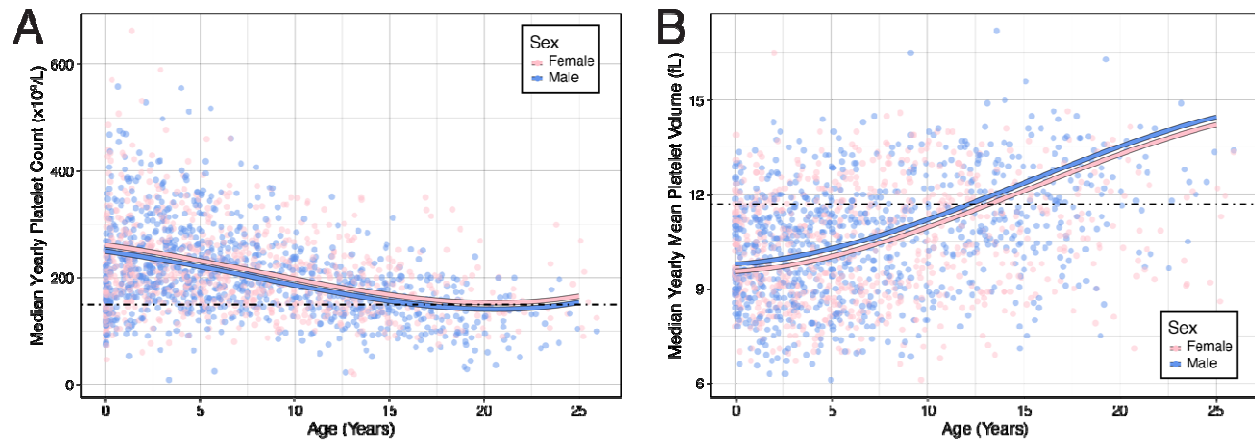 A
Median Yearly Platelet Count (x10⁹/L)
600
400
200
0
0 5 10 15 20 25
Age (Years)
Sex
Female
Male
B
Median Yearly Mean Platelet Volume (fL)
15
12
9
6
0 5 10 15 20 25
Age (Years)
Sex
Female
Male